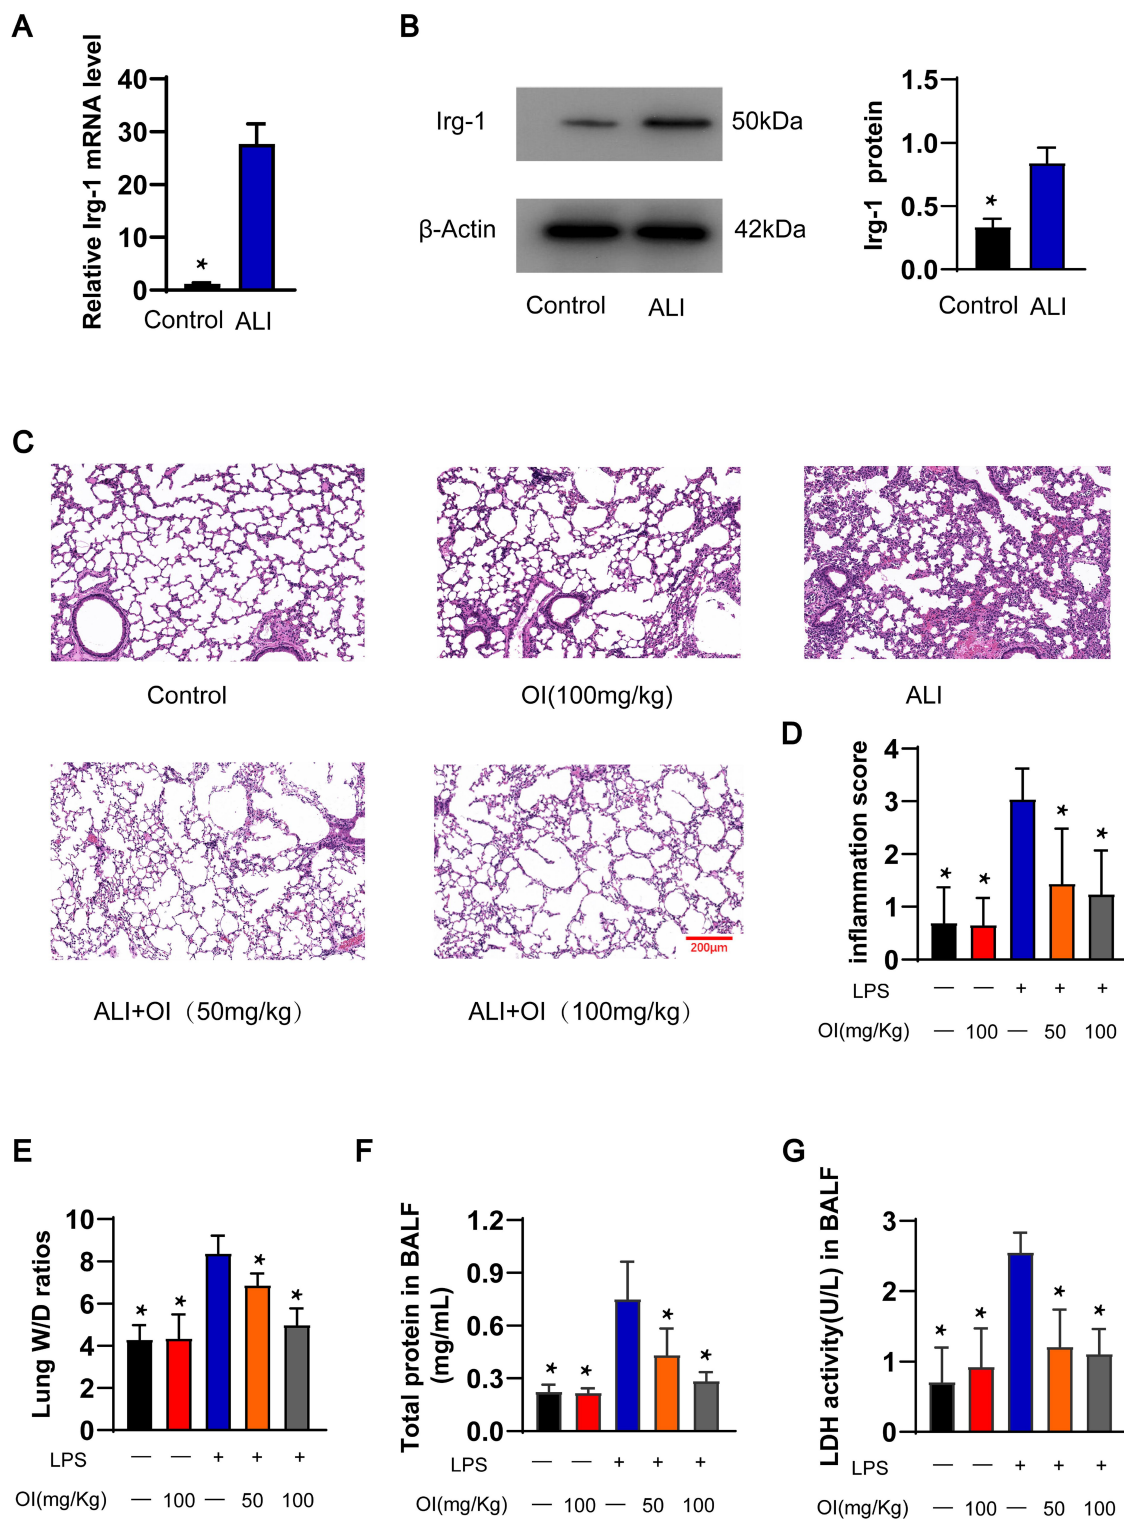 A
Relative Irg-1 mRNA level
40
30
20
10
0
*
Control ALI
B
Irg-1
50kDa
β-Actin
42kDa
Control ALI
Irg-1 protein
1.5
1.0
0.5
0.0
*
Control ALI
C
Control
OI(100mg/kg)
ALI
ALI+OI（50mg/kg）
200μm
ALI+OI（100mg/kg）
D
inflammation score
4
3
2
1
0
* * * *
LPS — — + + +
OI(mg/Kg) — 100 — 50 100
E
Lung W/D ratios
10
8
6
4
2
0
* * * *
LPS — — + + +
OI(mg/Kg) — 100 — 50 100
F
Total protein in BALF
(mg/mL)
1.2
0.9
0.6
0.3
0.0
* * * *
LPS — — + + +
OI(mg/Kg) — 100 — 50 100
G
LDH activity(U/L) in BALF
3
2
1
0
* * * *
LPS — — + + +
OI(mg/Kg) — 100 — 50 100